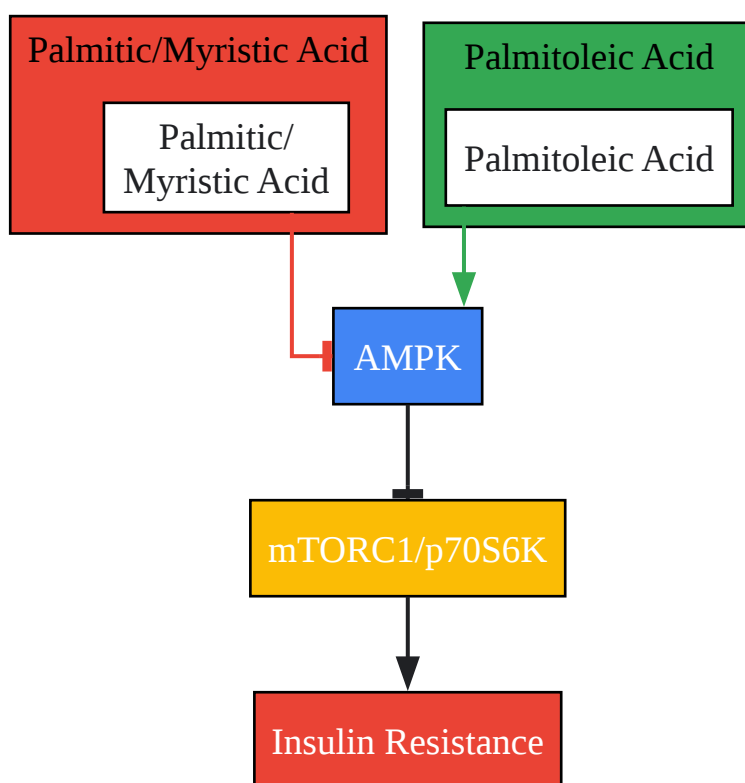 Palmitic/Myristic Acid
Palmitoleic Acid
Palmitic/
Myristic Acid
Palmitoleic Acid
AMPK
mTORC1/p70S6K
Insulin Resistance